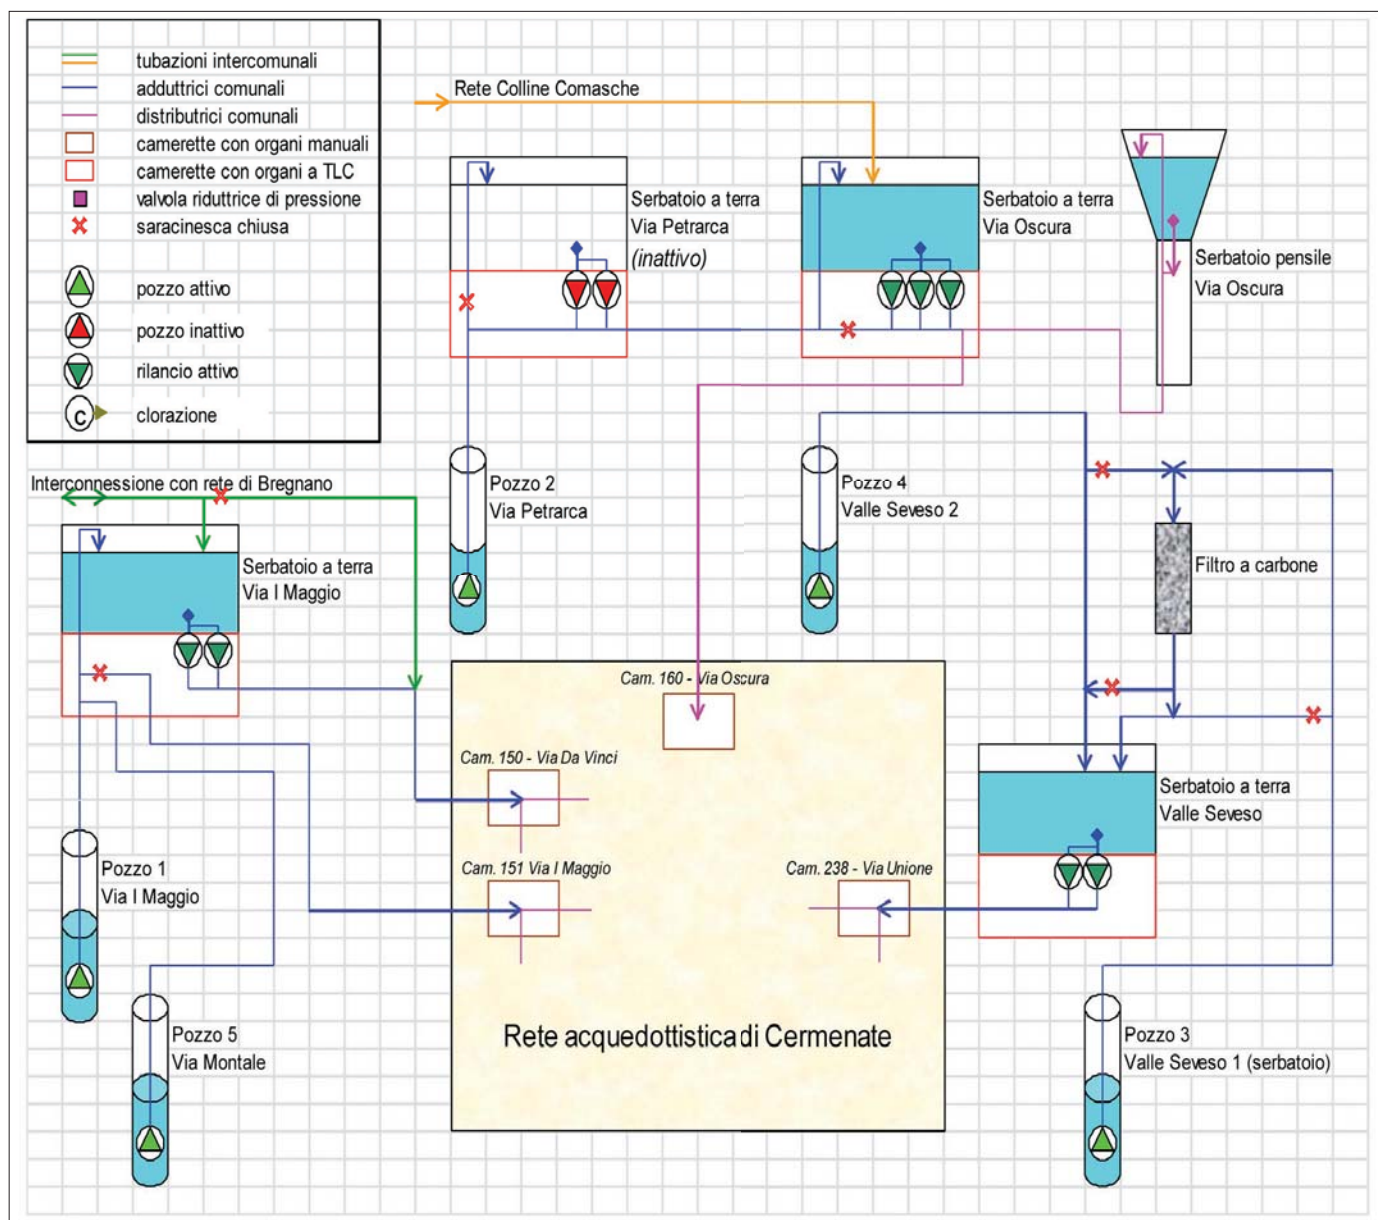 tubazioni intercomunali
adduttrici comunali
distributrici comunali
camerette con organi manuali
camerette con organi a TLC
valvola riduttrice di pressione
saracinesca chiusa
pozzo attivo
pozzo inattivo
rilancio attivo
C
clorazione
Rete Colline Comasche
Serbatoio a terra
Via Petrarca
(inattivo)
Serbatoio a terra
Via Oscura
Serbatoio pensile
Via Oscura
Interconnessione con rete di Bregnano
Pozzo 2
Via Petrarca
Pozzo 4
Valle Seveso 2
Serbatoio a terra
Via I Maggio
Filtro a carbone
Cam. 160 - Via Oscura
Cam. 150 - Via Da Vinci
Serbatoio a terra
Valle Seveso
Pozzo 1
Via I Maggio
Cam. 151 Via I Maggio
Cam. 238 - Via Unione
Pozzo 5
Via Montale
Rete acquedottistica di Cermenate
Pozzo 3
Valle Seveso 1 (serbatoio)